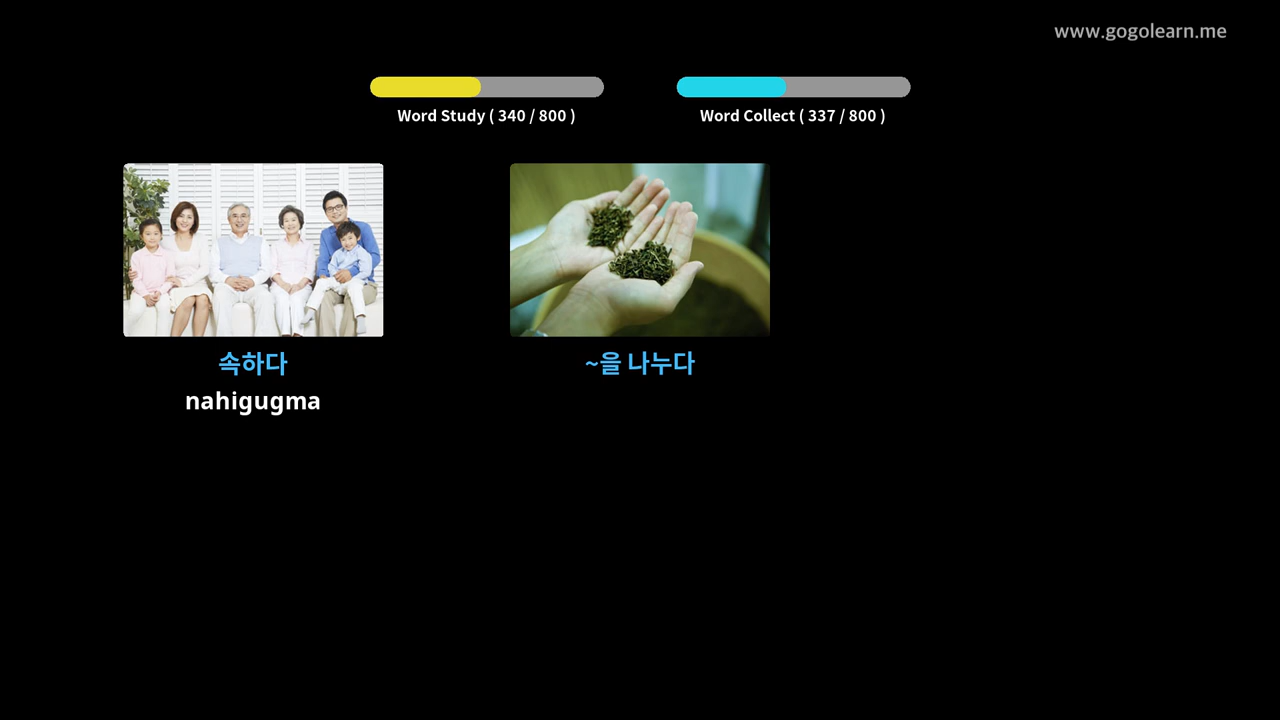 www.gogolearn.me
Word Study ( 340 / 800 )
Word Collect ( 337 / 800 )
속하다
nahigugma
~을 나누다